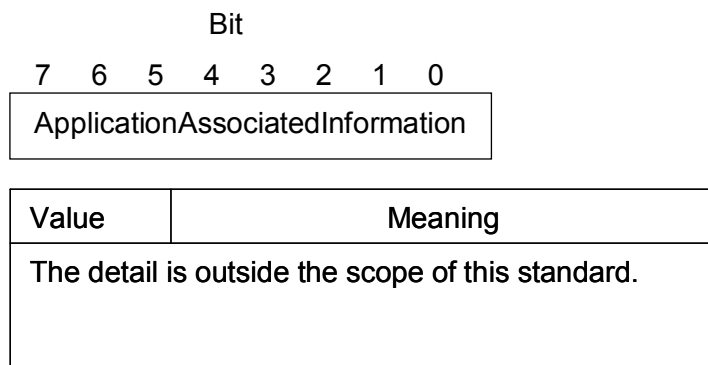 Bit
7 6 5 4 3 2 1 0
ApplicationAssociatedInformation
Value Meaning
The detail is outside the scope of this standard.